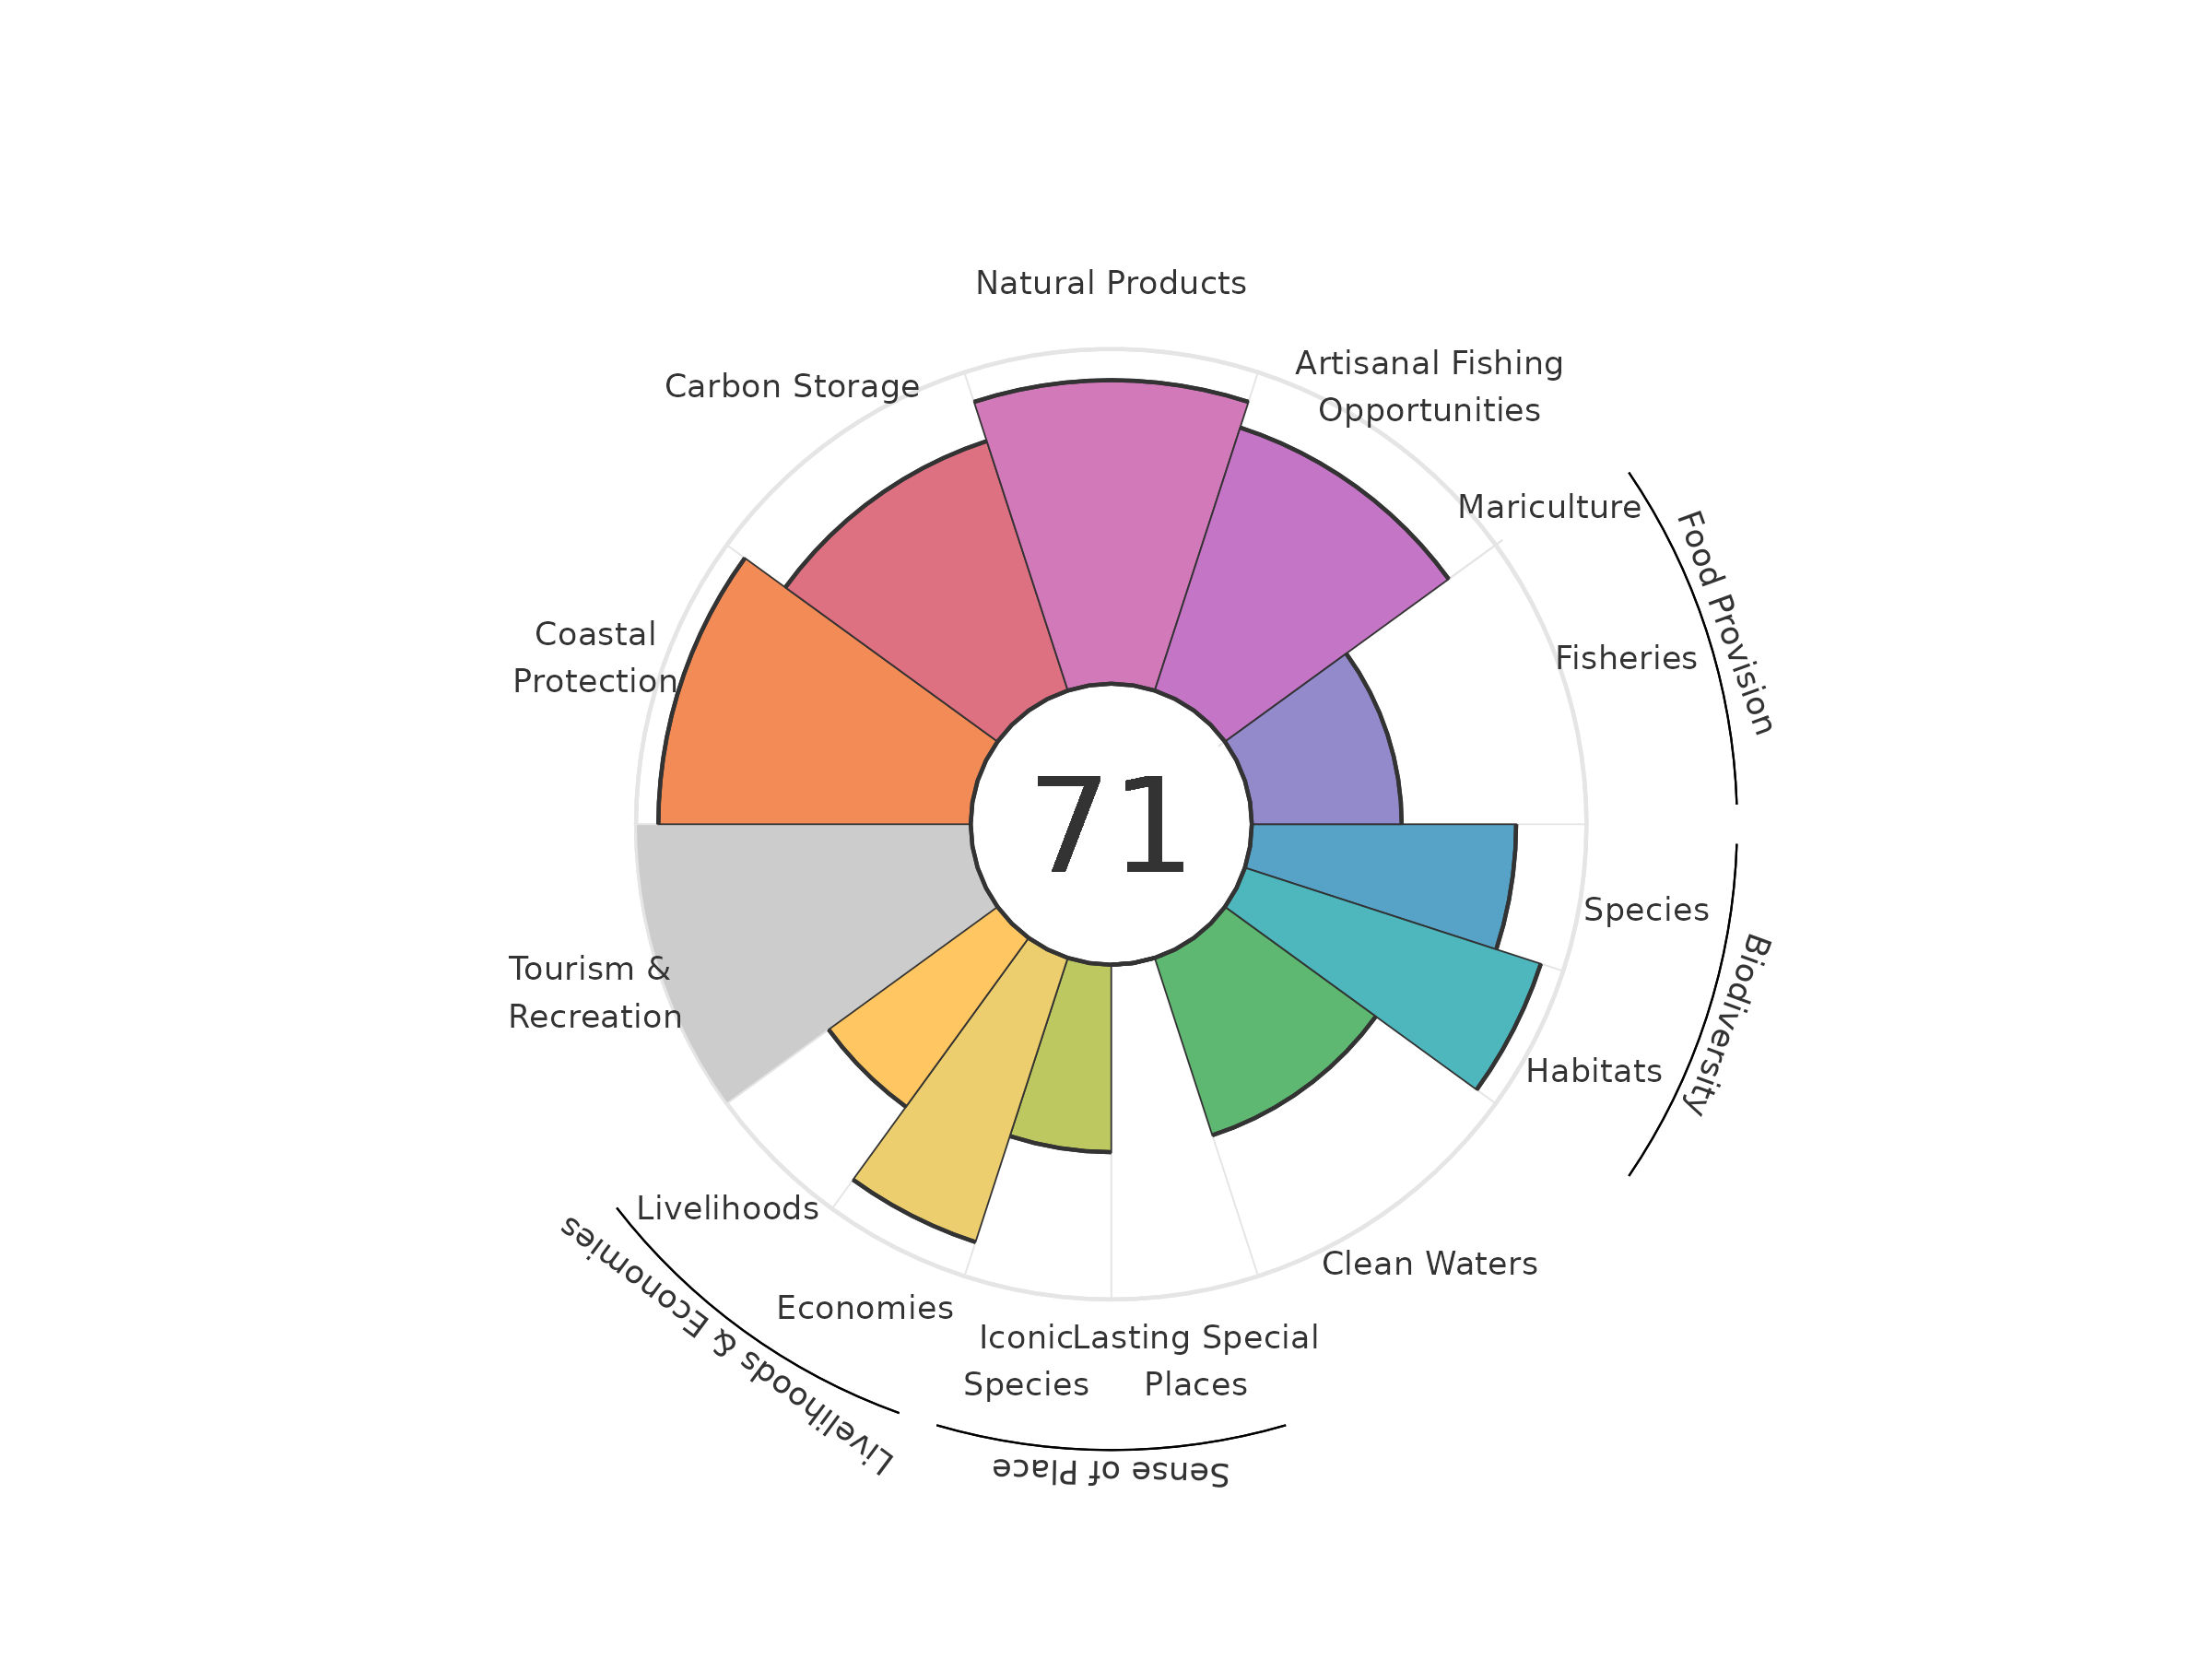 Natural Products
Artisanal Fishing
Opportunities
Carbon Storage
Mariculture
Food Provision
Coastal
Protection
Fisheries
71
Species
Biodiversity
Tourism &
Recreation
Habitats
Livelihoods
Livelihoods & Economies
Clean Waters
Economies
Iconic
Species
Lasting Special
Places
Sense of Place